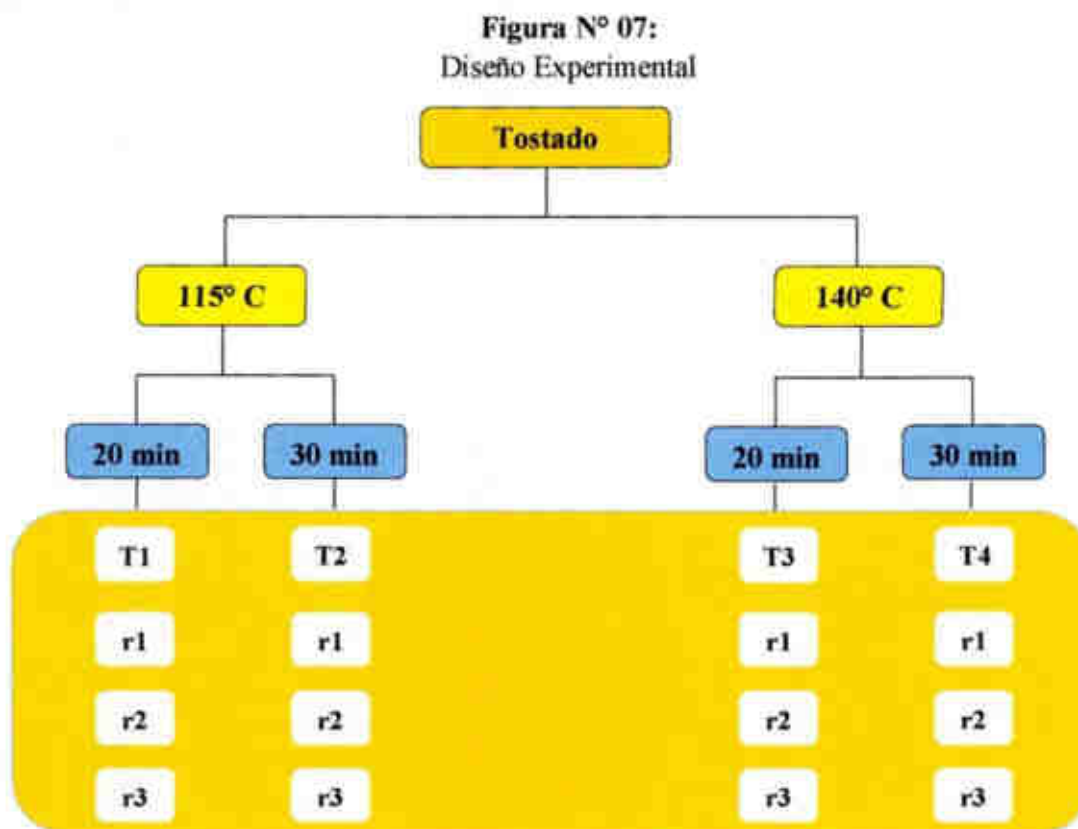 Figura N° 07:
Diseño Experimental
Tostado
115° C
140° C
20 min
30 min
20 min
30 min
T1
T2
T3
T4
r1
r1
r1
r1
r2
r2
r2
r2
r3
r3
r3
r3